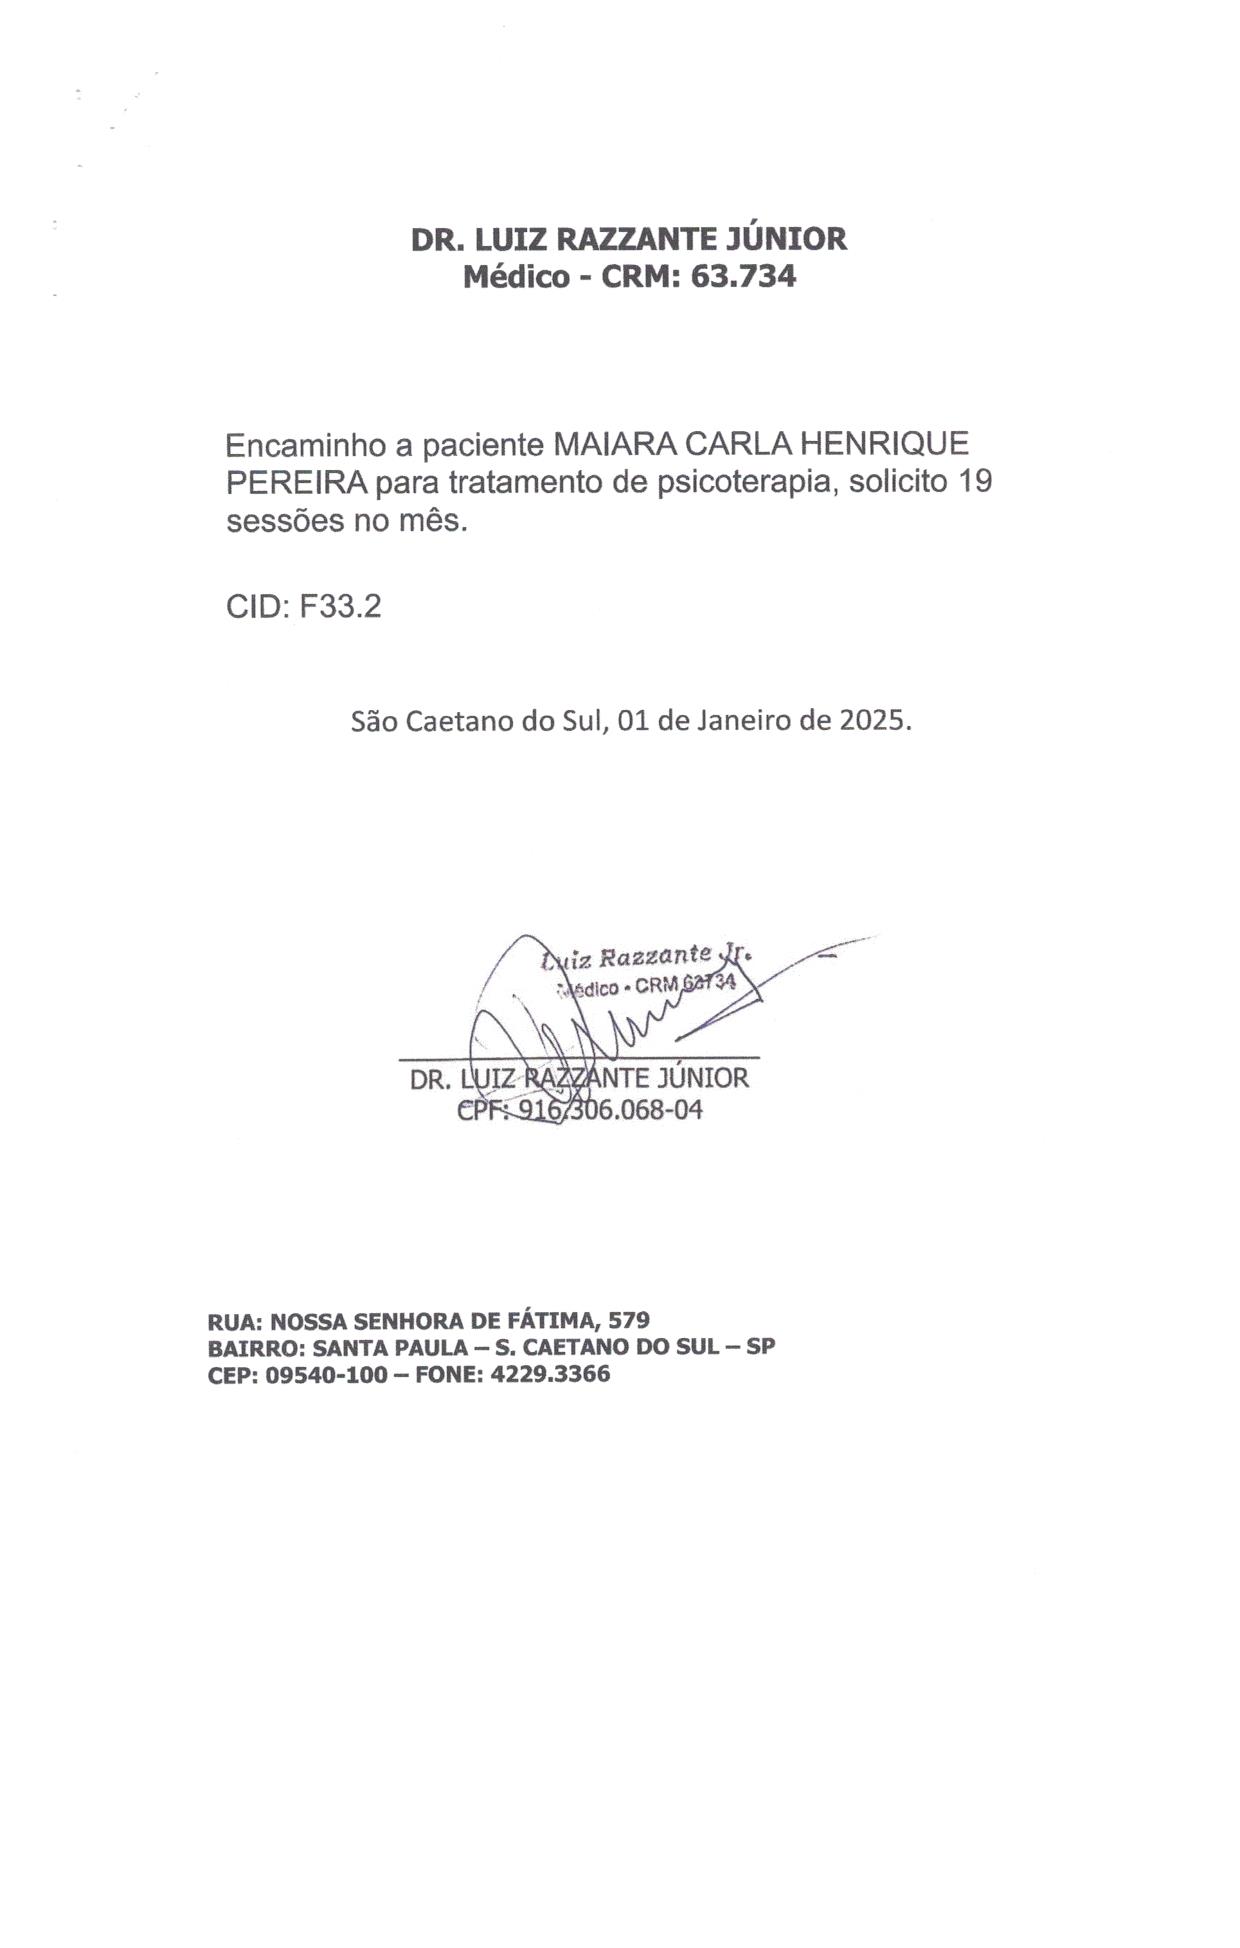 DR. LUIZ RAZZANTE JÚNIOR
Médico - CRM: 63.734
Encaminho a paciente MAIARA CARLA HENRIQUE
PEREIRA para tratamento de psicoterapia, solicito 19
sessões no mês.
CID: F33.2
São Caetano do Sul, 01 de Janeiro de 2025.
Luiz Razzante Jr.
Médico • CRM 63734
DR. LUIZ RAZZANTE JÚNIOR
CPF: 916.306.068-04
RUA: NOSSA SENHORA DE FÁTIMA, 579
BAIRRO: SANTA PAULA – S. CAETANO DO SUL – SP
CEP: 09540-100 – FONE: 4229.3366